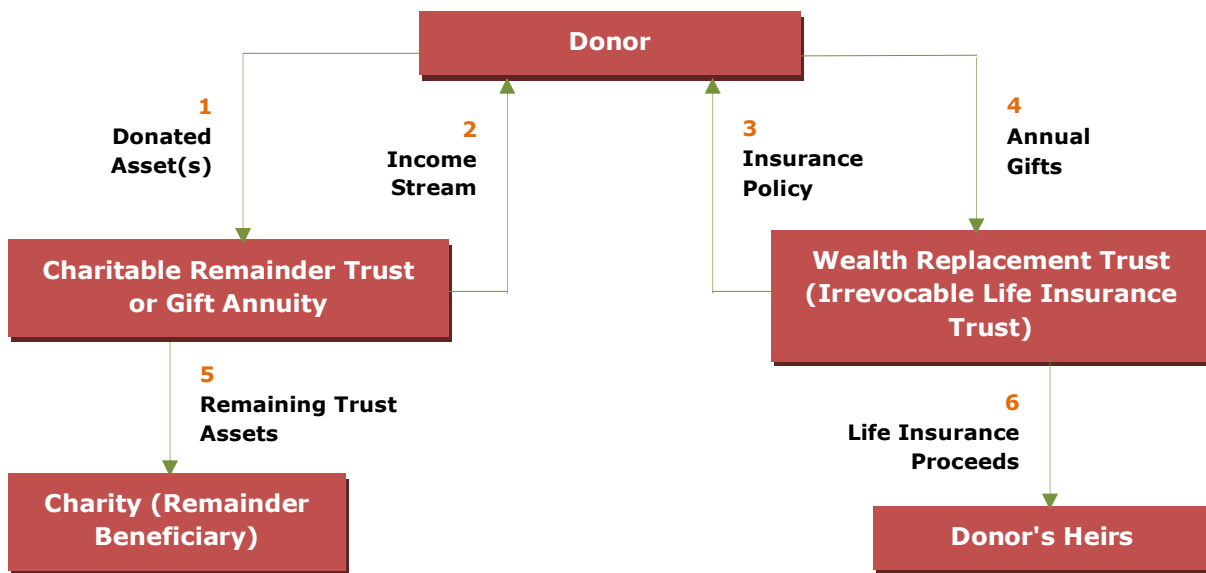 Donor
1
Donated
Asset(s)
2
Income
Stream
3
Insurance
Policy
4
Annual
Gifts
Charitable Remainder Trust
or Gift Annuity
Wealth Replacement Trust
(Irrevocable Life Insurance
Trust)
5
Remaining Trust
Assets
6
Life Insurance
Proceeds
Charity (Remainder
Beneficiary)
Donor's Heirs